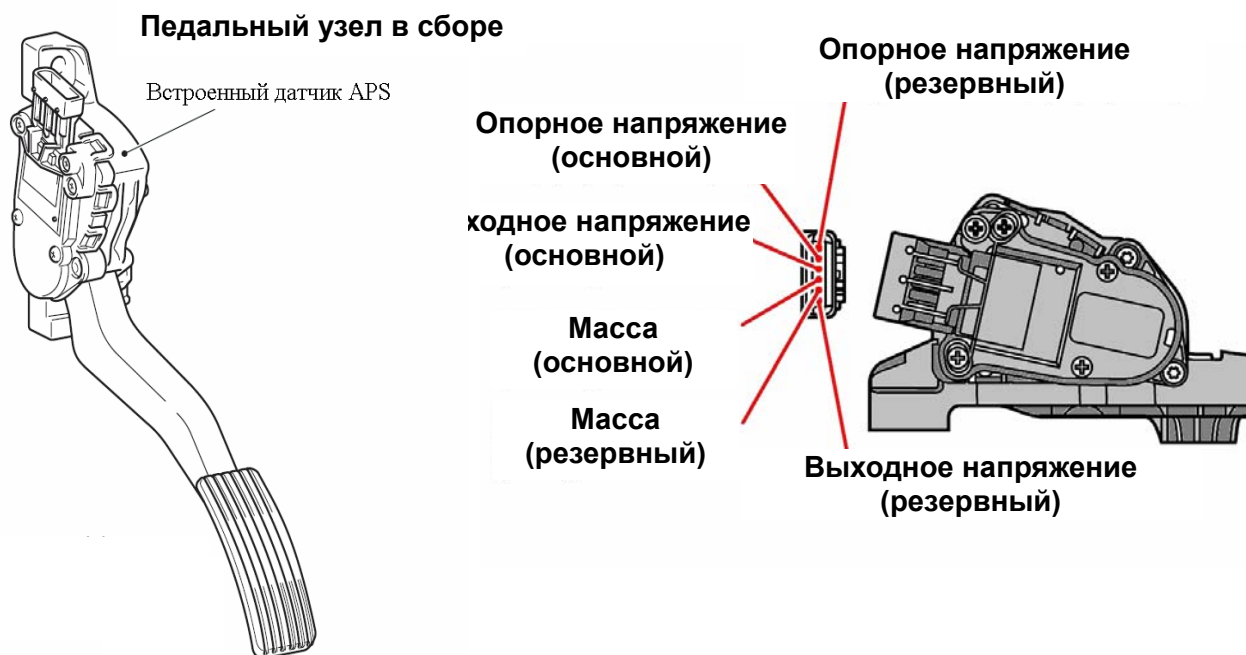 Педальный узел в сборе
Встроенный датчик APS
Опорное напряжение
(резервный)
Опорное напряжение
(основной)
ходное напряжение
(основной)
Масса
(основной)
Масса
(резервный)
Выходное напряжение
(резервный)